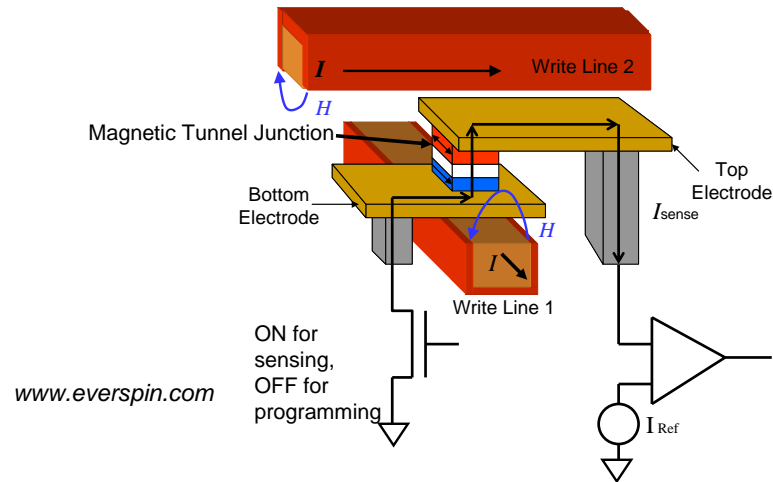 I
Write Line 2
H
Magnetic Tunnel Junction
Top
Electrode
Bottom
Electrode
Isense
H
I
Write Line 1
ON for
sensing,
OFF for
programming
www.everspin.com
I Ref